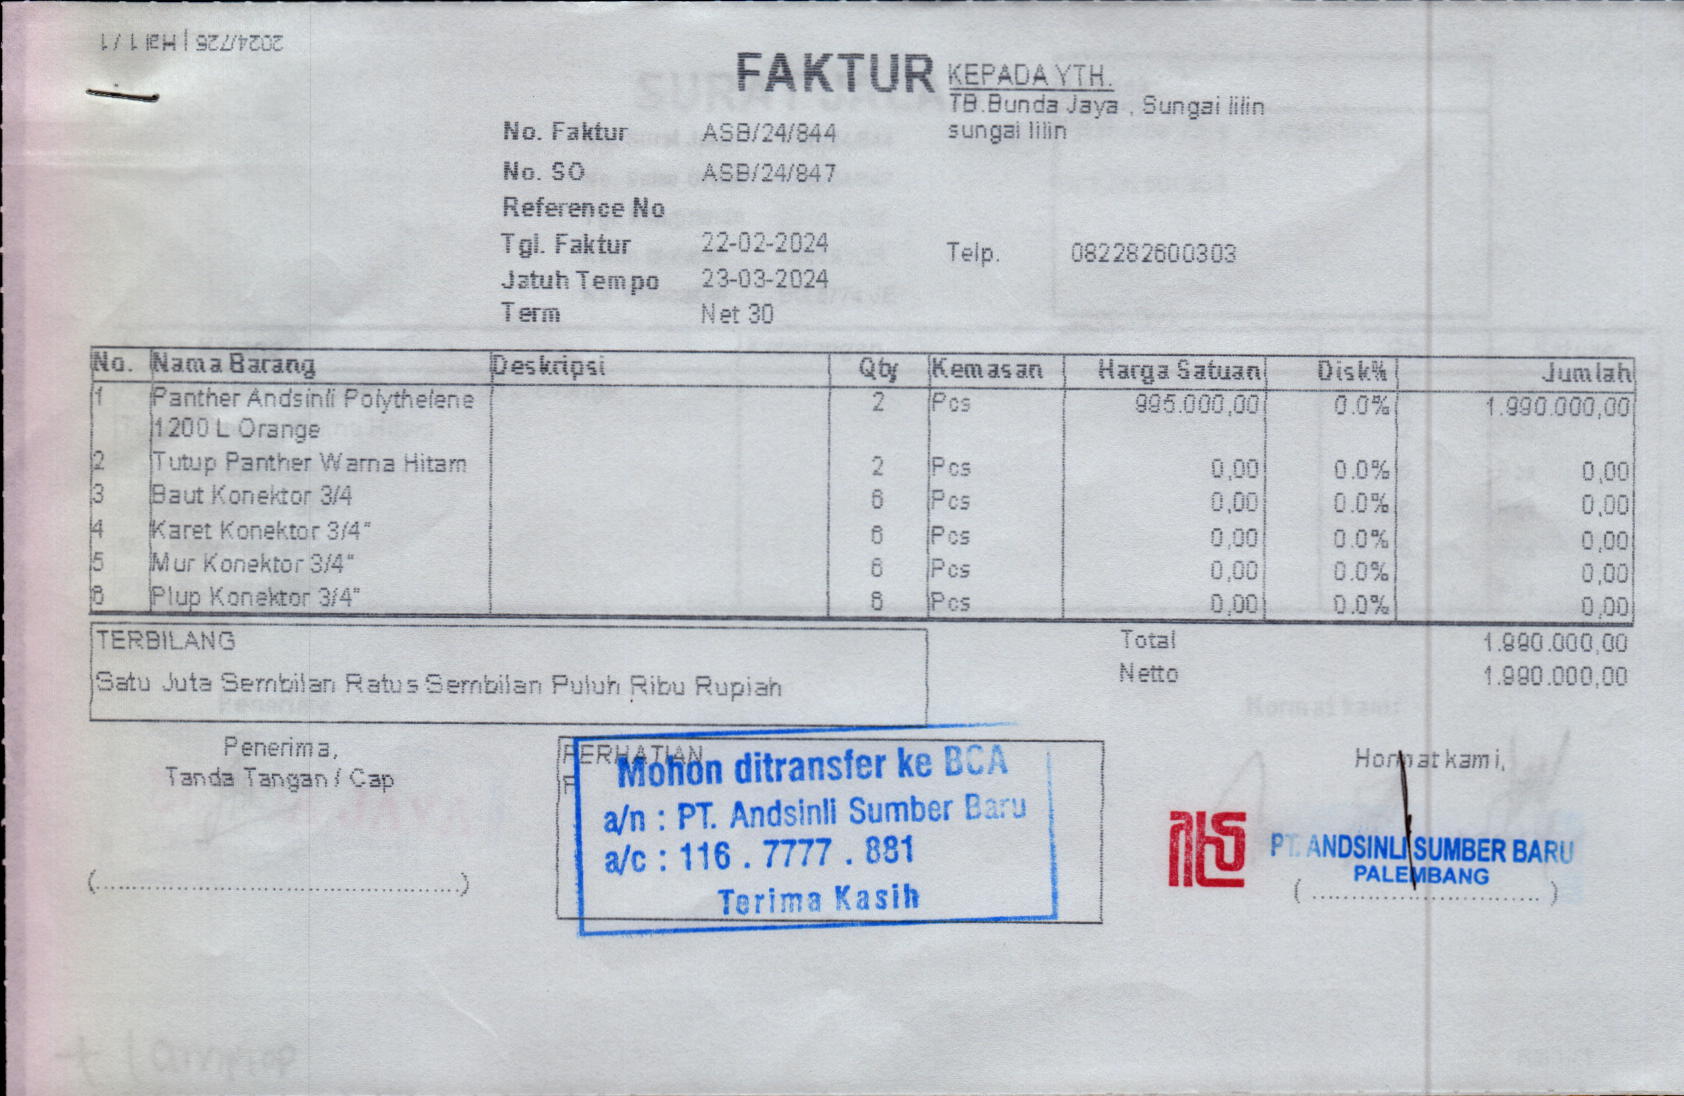 2024/725 | Hal 1 / 1
FAKTUR
KEPADA YTH.
TB.Bunda Jaya , Sungai lilin
sungai lilin
No. Faktur ASB/24/844
No. SO ASB/24/847
Reference No
Tgl. Faktur 22-02-2024
Telp. 082282600303
Jatuh Tempo 23-03-2024
Term Net 30
No. Nama Barang Deskripsi Qty Kemasan Harga Satuan Disk% Jumlah
1 Panther Andsinli Polythelene 2 Pcs 995.000,00 0.0% 1.990.000,00
1200 L Orange
2 Tutup Panther Warna Hitam 2 Pcs 0,00 0.0% 0,00
3 Baut Konektor 3/4 6 Pcs 0,00 0.0% 0,00
4 Karet Konektor 3/4" 6 Pcs 0,00 0.0% 0,00
5 Mur Konektor 3/4" 6 Pcs 0,00 0.0% 0,00
6 Plup Konektor 3/4" 6 Pcs 0,00 0.0% 0,00
TERBILANG
Satu Juta Sembilan Ratus Sembilan Puluh Ribu Rupiah
Total 1.990.000,00
Netto 1.990.000,00
Penerima,
Tanda Tangan / Cap
PERHATIAN
Mohon ditransfer ke BCA
a/n : PT. Andsinli Sumber Baru
a/c : 116 . 7777 . 881
Terima Kasih
Hormat kami,
PT. ANDSINLI SUMBER BARU
PALEMBANG